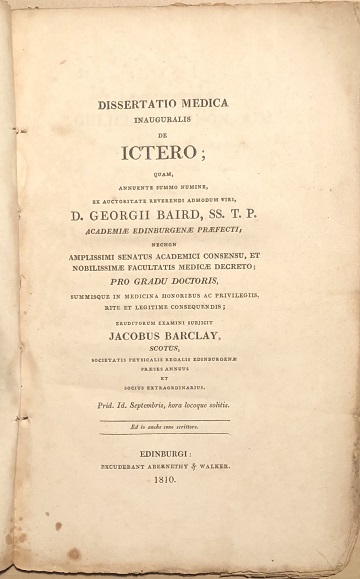 DISSERTATIO MEDICA
INAUGURALIS
DE
ICTERO;
QUAM,
ANNUENTE SUMMO NUMINE,
EX AUCTORITATE REVERENDI ADMODUM VIRI,
D. GEORGII BAIRD, SS. T. P.
ACADEMIÆ EDINBURGENÆ PRÆFECTI;
NECNON
AMPLISSIMI SENATUS ACADEMICI CONSENSU, ET
NOBILISSIMÆ FACULTATIS MEDICÆ DECRETO;
PRO GRADU DOCTORIS,
SUMMISQUE IN MEDICINA HONORIBUS AC PRIVILEGIIS,
RITE ET LEGITIME CONSEQUENDIS;
ERUDITORUM EXAMINI SUBJICIT
JACOBUS BARCLAY,
SCOTUS,
SOCIETATIS PHYSICALIS REGALIS EDINBURGENÆ
PRÆSES ANNUUS
ET
SOCIUS EXTRAORDINARIUS.
Prid. Id. Septembris, hora locoque solitis.
Ed io anche sono scrittore.
EDINBURGI:
EXCUDEBANT ABERNETHY & WALKER.
1810.